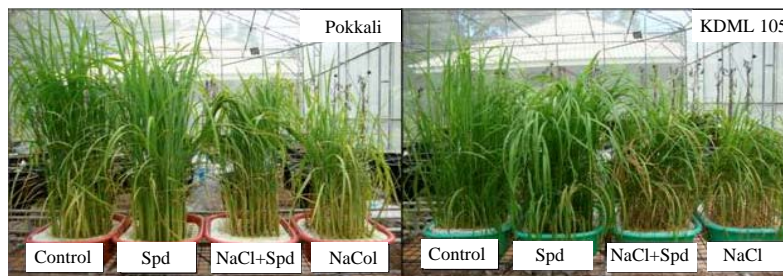 Pokkali
Control Spd NaCl+Spd NaCol
KDML 105
Control Spd NaCl+Spd NaCl